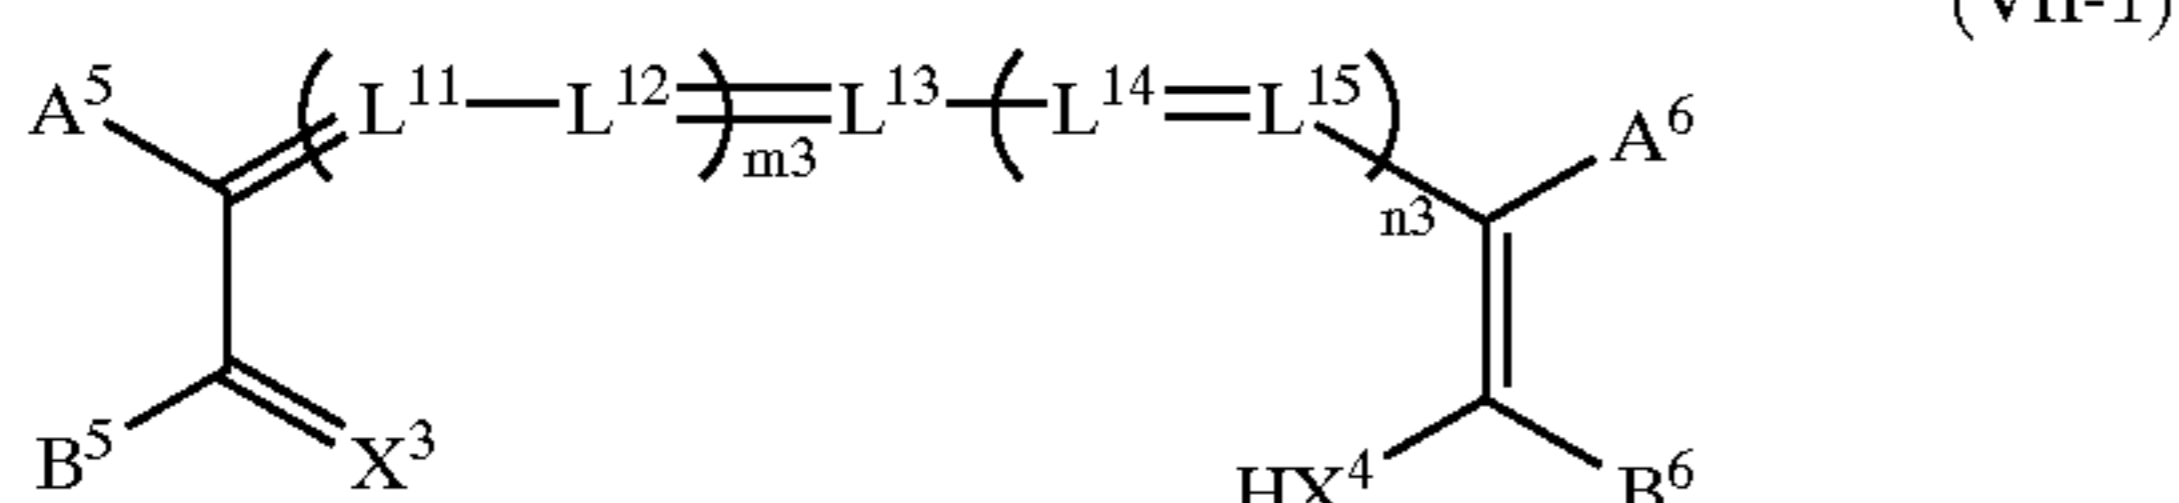 (VII-1)
A⁵ (L¹¹—L¹²)m3=L¹³—(L¹⁴=L¹⁵)n3 A⁶
B⁵ X³ HX⁴ B⁶